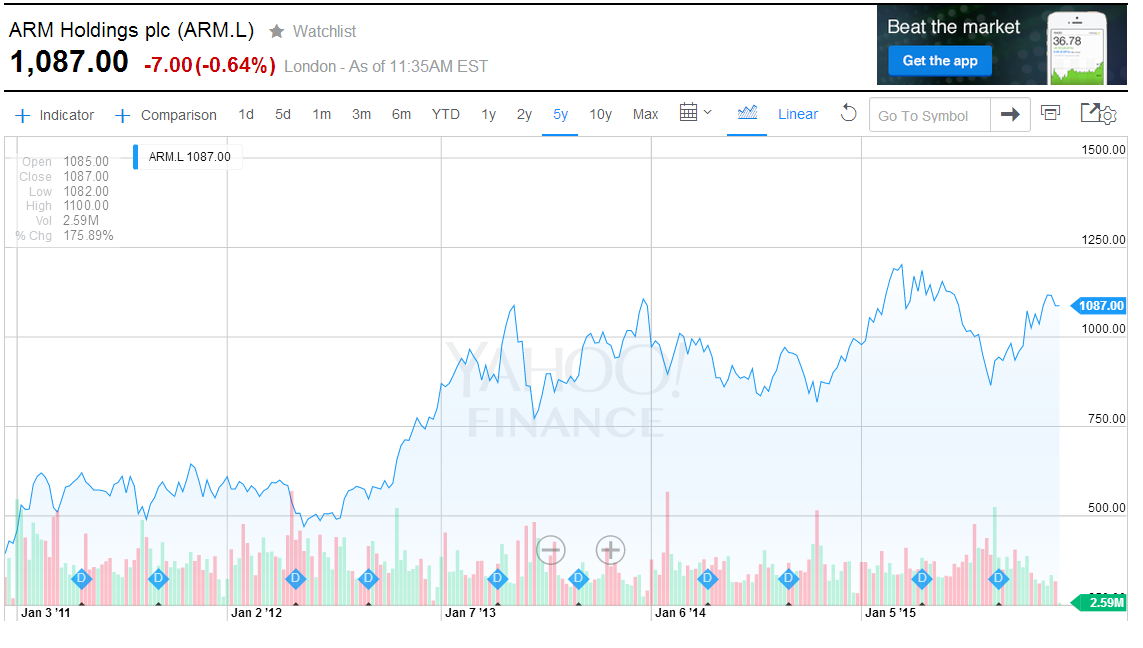 ARM Holdings plc (ARM.L) Watchlist
1,087.00 -7.00(-0.64%) London - As of 11:35AM EST
Beat the market
Get the app
36.78
Indicator Comparison 1d 5d 1m 3m 6m YTD 1y 2y 5y 10y Max Linear Go To Symbol
Open 1085.00
Close 1087.00
Low 1082.00
High 1100.00
Vol 2.59M
% Chg 175.89%
ARM.L 1087.00
1500.00
1250.00
1087.00
1000.00
750.00
500.00
YAHOO!
FINANCE
D D D D D D D D D D
2.59M
Jan 3 '11 Jan 2 '12 Jan 7 '13 Jan 6 '14 Jan 5 '15